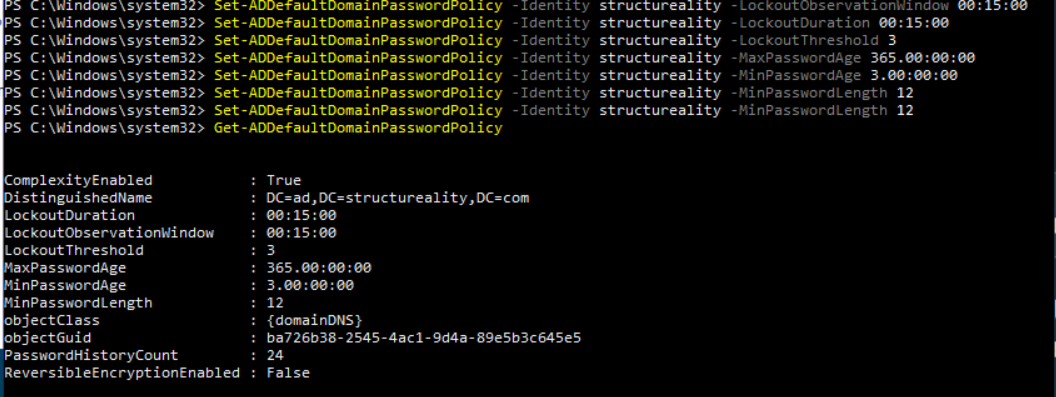 PS C:\Windows\system32> Set-ADDefaultDomainPasswordPolicy -Identity structureality -LockoutObservationWindow 00:15:00
PS C:\Windows\system32> Set-ADDefaultDomainPasswordPolicy -Identity structureality -LockoutDuration 00:15:00
PS C:\Windows\system32> Set-ADDefaultDomainPasswordPolicy -Identity structureality -LockoutThreshold 3
PS C:\Windows\system32> Set-ADDefaultDomainPasswordPolicy -Identity structureality -MaxPasswordAge 365.00:00:00
PS C:\Windows\system32> Set-ADDefaultDomainPasswordPolicy -Identity structureality -MinPasswordAge 3.00:00:00
PS C:\Windows\system32> Set-ADDefaultDomainPasswordPolicy -Identity structureality -MinPasswordLength 12
PS C:\Windows\system32> Set-ADDefaultDomainPasswordPolicy -Identity structureality -MinPasswordLength 12
PS C:\Windows\system32> Get-ADDefaultDomainPasswordPolicy
ComplexityEnabled : True
DistinguishedName : DC=ad,DC=structureality,DC=com
LockoutDuration : 00:15:00
LockoutObservationWindow : 00:15:00
LockoutThreshold : 3
MaxPasswordAge : 365.00:00:00
MinPasswordAge : 3.00:00:00
MinPasswordLength : 12
objectClass : {domainDNS}
objectGuid : ba726b38-2545-4ac1-9d4a-89e5b3c645e5
PasswordHistoryCount : 24
ReversibleEncryptionEnabled : False